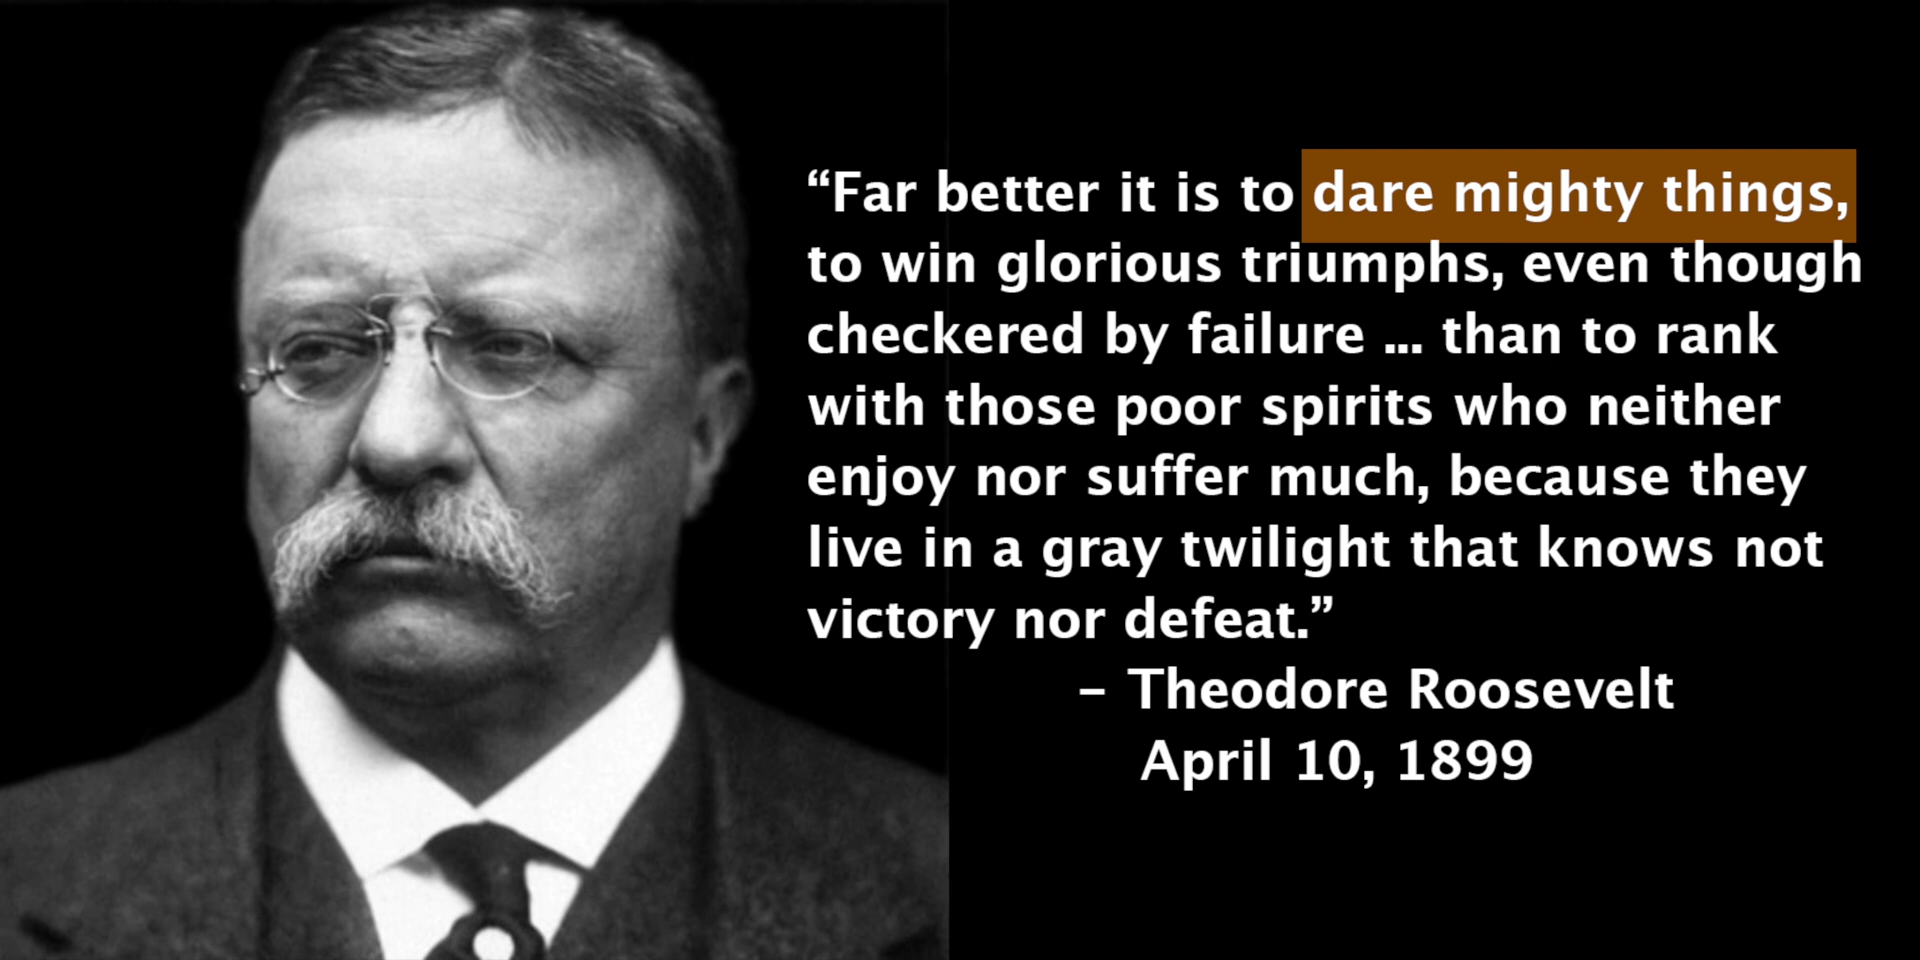 “Far better it is to dare mighty things,
to win glorious triumphs, even though
checkered by failure ... than to rank
with those poor spirits who neither
enjoy nor suffer much, because they
live in a gray twilight that knows not
victory nor defeat.”
– Theodore Roosevelt
April 10, 1899